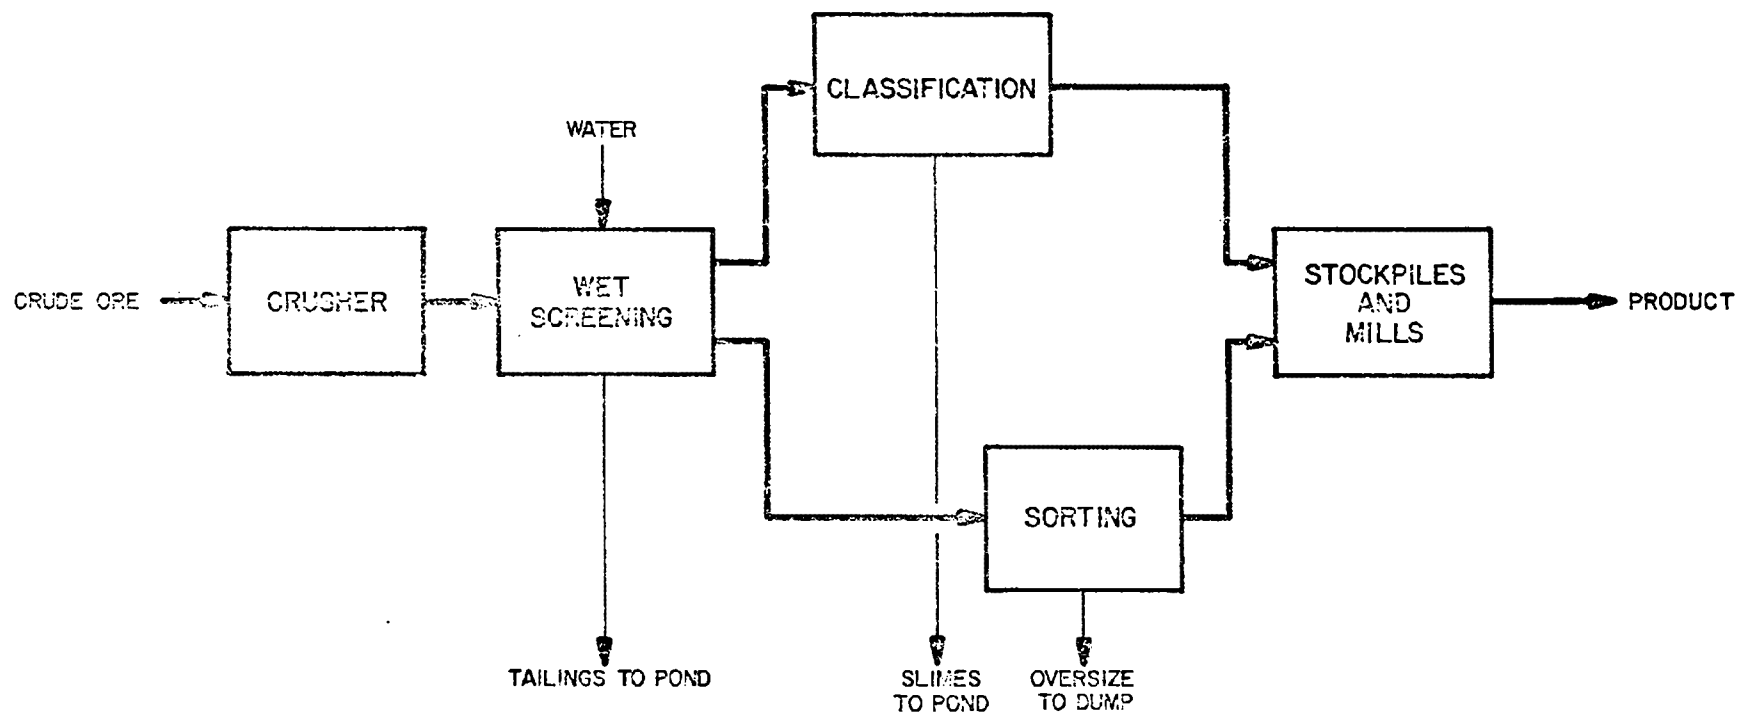 CLASSIFICATION
WATER
CRUDE ORE
CRUSHER
WET
SCREENING
STOCKPILES
AND
MILLS
PRODUCT
SORTING
TAILINGS TO POND
SLIMES
TO POND
OVERSIZE
TO DUMP